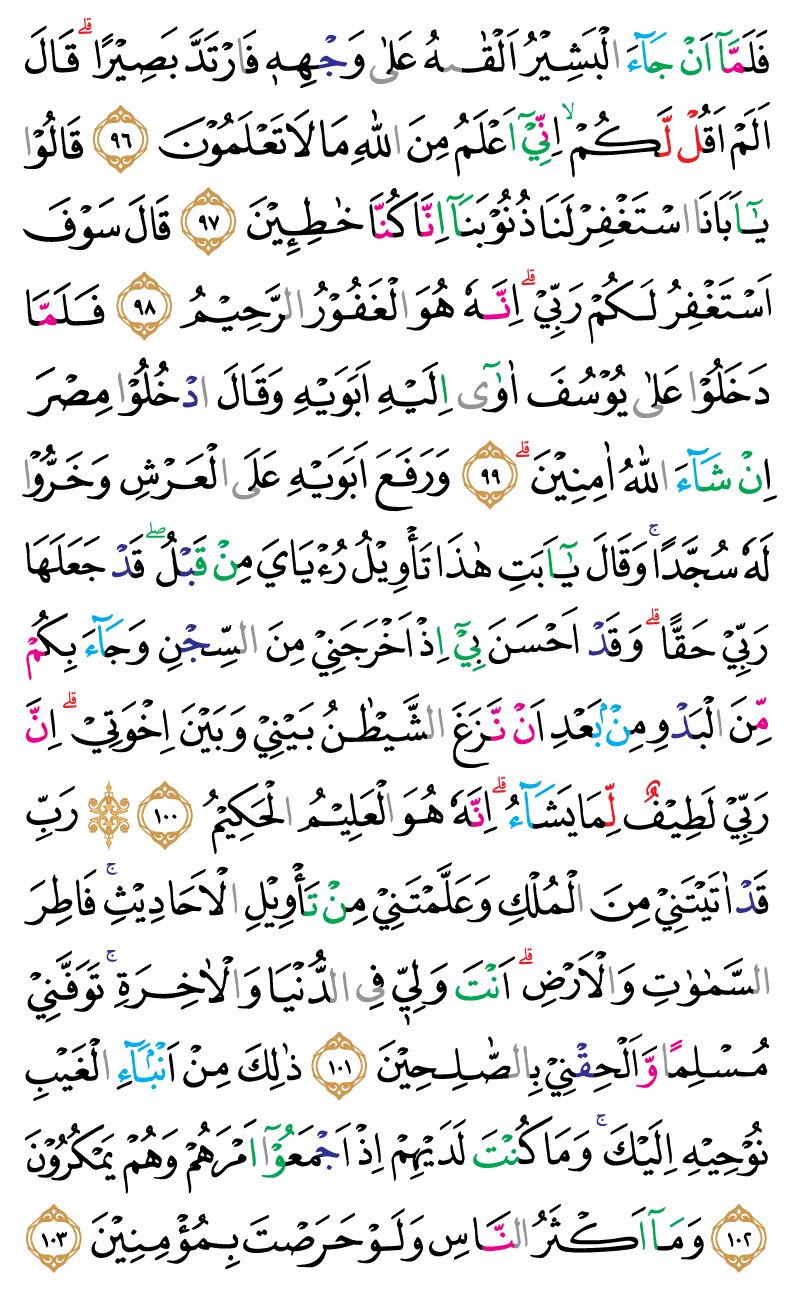 فَلَمَّاۤ اَنْ جَآءَ الْبَشِيْرُ اَلْقٰىهُ عَلٰى وَجْهِهٖ فَارْتَدَّ بَصِيْرًا ۗ قَالَ
اَلَمْ اَقُلْ لَّكُمْ ۙ اِنِّيْۤ اَعْلَمُ مِنَ اللّٰهِ مَا لَا تَعْلَمُوْنَ ٩٦ قَالُوْا
يٰۤاَبَانَا اسْتَغْفِرْ لَنَا ذُنُوْبَنَاۤ اِنَّا كُنَّا خٰطِـِٕيْنَ ٩٧ قَالَ سَوْفَ
اَسْتَغْفِرُ لَـكُمْ رَبِّيْ ۗ اِنَّهٗ هُوَ الْغَفُوْرُ الرَّحِيْمُ ٩٨ فَلَمَّا
دَخَلُوْا عَلٰى يُوْسُفَ اٰوٰۤى اِلَيْهِ اَبَوَيْهِ وَقَالَ ادْخُلُوْا مِصْرَ
اِنْ شَآءَ اللّٰهُ اٰمِنِيْنَ ۗ ٩٩ وَرَفَعَ اَبَوَيْهِ عَلَى الْعَرْشِ وَخَرُّوْا
لَهٗ سُجَّدًا ۚ وَقَالَ يٰۤاَبَتِ هٰذَا تَأْوِيْلُ رُءْيَايَ مِنْ قَبْلُ ۖ قَدْ جَعَلَهَا
رَبِّيْ حَقًّا ۗ وَقَدْ اَحْسَنَ بِيْۤ اِذْ اَخْرَجَنِيْ مِنَ السِّجْنِ وَجَآءَ بِكُمْ
مِّنَ الْبَدْوِ مِنْۢ بَعْدِ اَنْ نَّزَغَ الشَّيْطٰنُ بَيْنِيْ وَبَيْنَ اِخْوَتِيْ ۗ اِنَّ
رَبِّيْ لَطِيْفٌ لِّمَا يَشَآءُ ۗ اِنَّهٗ هُوَ الْعَلِيْمُ الْحَكِيْمُ ١٠٠ ۞ رَبِّ
قَدْ اٰتَيْتَنِيْ مِنَ الْمُلْكِ وَعَلَّمْتَنِيْ مِنْ تَأْوِيْلِ الْاَحَادِيْثِ ۚ فَاطِرَ
السَّمٰوٰتِ وَالْاَرْضِ ۗ اَنْتَ وَلِيّٖ فِى الدُّنْيَا وَالْاٰخِرَةِ ۚ تَوَفَّنِيْ
مُسْلِمًا وَّاَلْحِقْنِيْ بِالصّٰلِحِيْنَ ١٠١ ذٰلِكَ مِنْ اَنْۢبَآءِ الْغَيْبِ
نُوْحِيْهِ اِلَيْكَ ۚ وَمَا كُنْتَ لَدَيْهِمْ اِذْ اَجْمَعُوْۤا اَمْرَهُمْ وَهُمْ يَمْكُرُوْنَ
١٠٢ وَمَاۤ اَكْثَرُ النَّاسِ وَلَوْ حَرَصْتَ بِمُؤْمِنِيْنَ ١٠٣